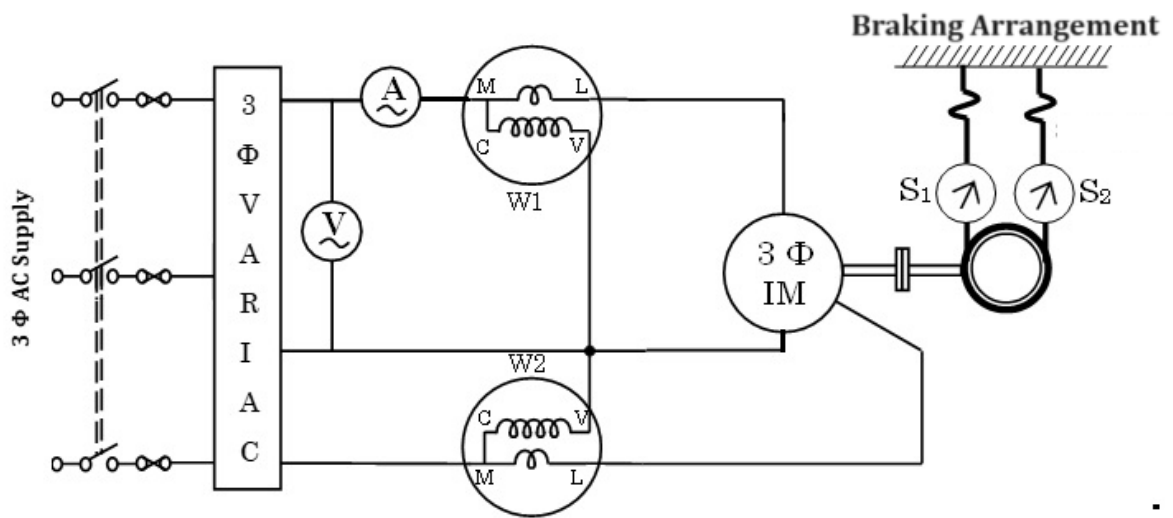 Braking Arrangement
3 Φ AC Supply
3
Φ
V
A
R
I
A
C
A
V
M
L
C
V
W1
S1
S2
3 Φ
IM
W2
C
V
M
L